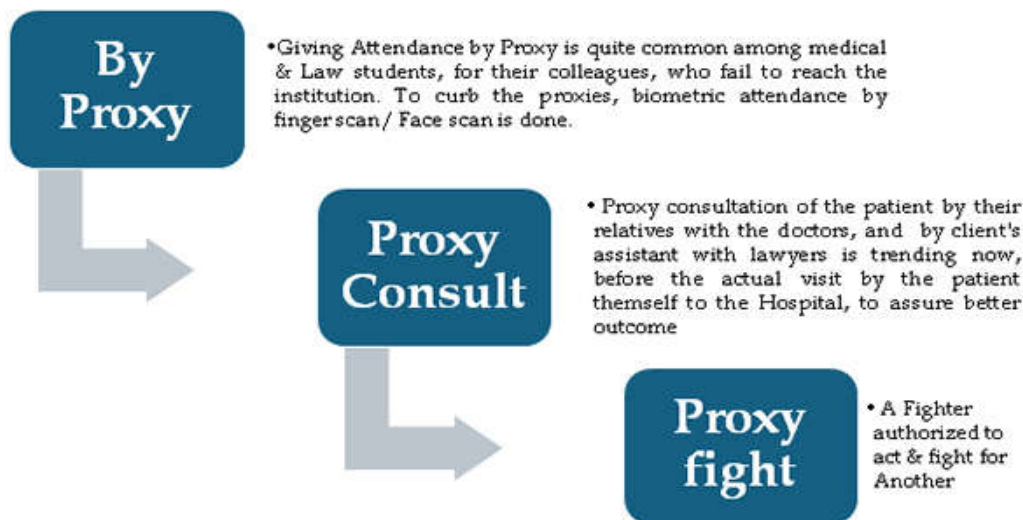 By
Proxy
•Giving Attendance by Proxy is quite common among medical
& Law students, for their colleagues, who fail to reach the
institution. To curb the proxies, biometric attendance by
finger scan/ Face scan is done.
Proxy
Consult
• Proxy consultation of the patient by their
relatives with the doctors, and by client's
assistant with lawyers is trending now,
before the actual visit by the patient
themself to the Hospital, to assure better
outcome
Proxy
fight
• A Fighter
authorized to
act & fight for
Another